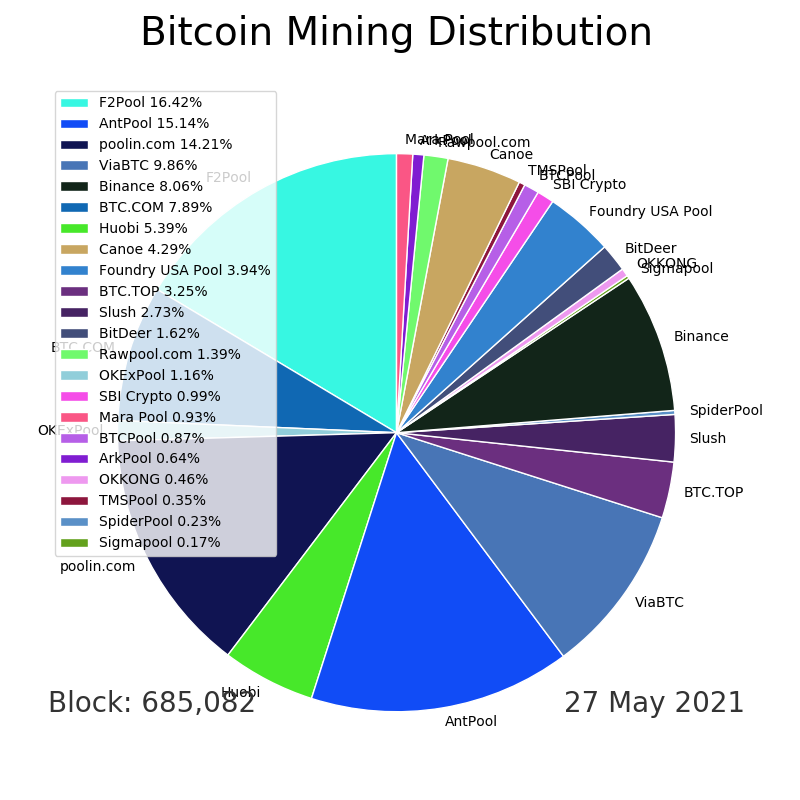 Bitcoin Mining Distribution
F2Pool 16.42%
AntPool 15.14%
poolin.com 14.21%
ViaBTC 9.86%
Binance 8.06%
BTC.COM 7.89%
Huobi 5.39%
Canoe 4.29%
Foundry USA Pool 3.94%
BTC.TOP 3.25%
Slush 2.73%
BitDeer 1.62%
Rawpool.com 1.39%
OKExPool 1.16%
SBI Crypto 0.99%
Mara Pool 0.93%
BTCPool 0.87%
ArkPool 0.64%
OKKONG 0.46%
TMSPool 0.35%
SpiderPool 0.23%
Sigmapool 0.17%
Mara Pool
ArkPool
Rawpool.com
Canoe
TMSPool
BTCPool
SBI Crypto
Foundry USA Pool
BitDeer
OKKONG
Sigmapool
Binance
SpiderPool
Slush
BTC.TOP
ViaBTC
AntPool
Huobi
poolin.com
OKExPool
BTC.COM
F2Pool
Block: 685,082
27 May 2021